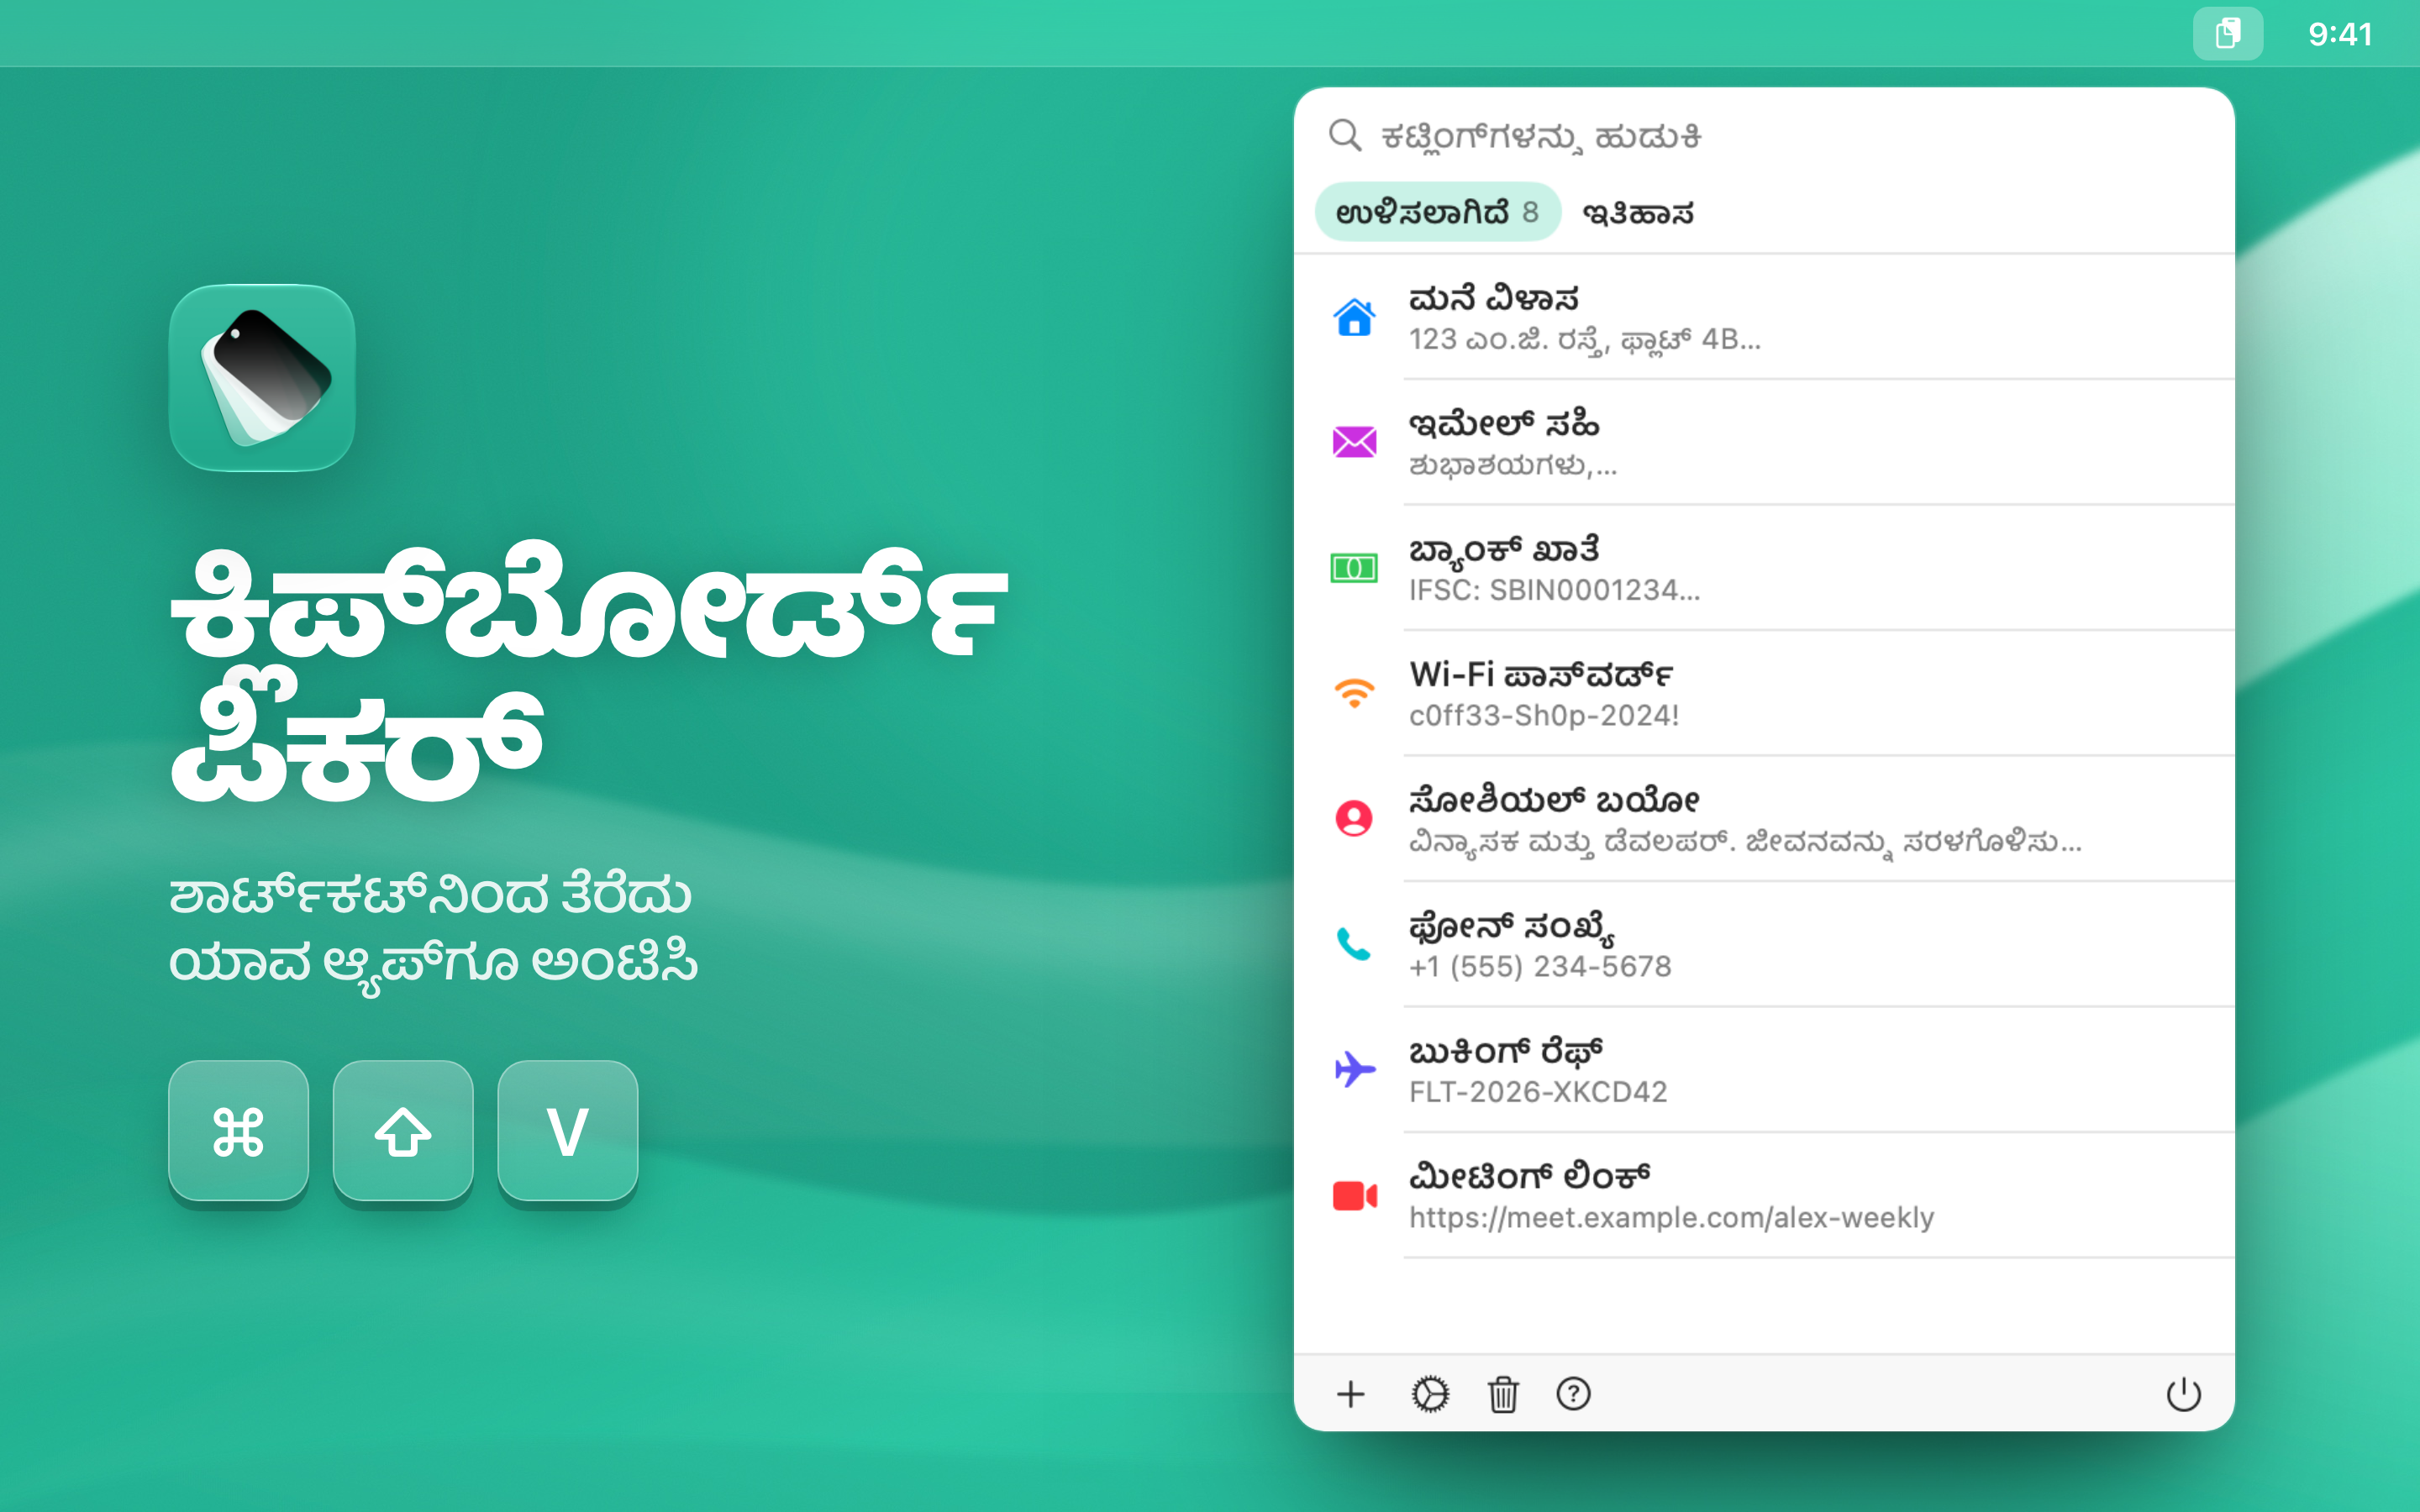 9:41
ಕ್ಲಿಪ್‌ಬೋರ್ಡ್
ಪಿಕರ್
ಶಾರ್ಟ್‌ಕಟ್‌ನಿಂದ ತೆರೆದು
ಯಾವ ಆ್ಯಪ್‌ಗೂ ಅಂಟಿಸಿ
⌘ ⇧ V
ಕಟ್ಲಿಂಗ್‌ಗಳನ್ನು ಹುಡುಕಿ
ಉಳಿಸಲಾಗಿದೆ 8 ಇತಿಹಾಸ
ಮನೆ ವಿಳಾಸ
123 ಎಂ.ಜಿ. ರಸ್ತೆ, ಫ್ಲಾಟ್ 4B...
ಇಮೇಲ್ ಸಹಿ
ಶುಭಾಶಯಗಳು,...
ಬ್ಯಾಂಕ್ ಖಾತೆ
IFSC: SBIN0001234...
Wi-Fi ಪಾಸ್‌ವರ್ಡ್
c0ff33-Sh0p-2024!
ಸೋಶಿಯಲ್ ಬಯೋ
ವಿನ್ಯಾಸಕ ಮತ್ತು ಡೆವಲಪರ್. ಜೀವನವನ್ನು ಸರಳಗೊಳಿಸು...
ಫೋನ್ ಸಂಖ್ಯೆ
+1 (555) 234-5678
ಬುಕಿಂಗ್ ರೆಫ್
FLT-2026-XKCD42
ಮೀಟಿಂಗ್ ಲಿಂಕ್
https://meet.example.com/alex-weekly